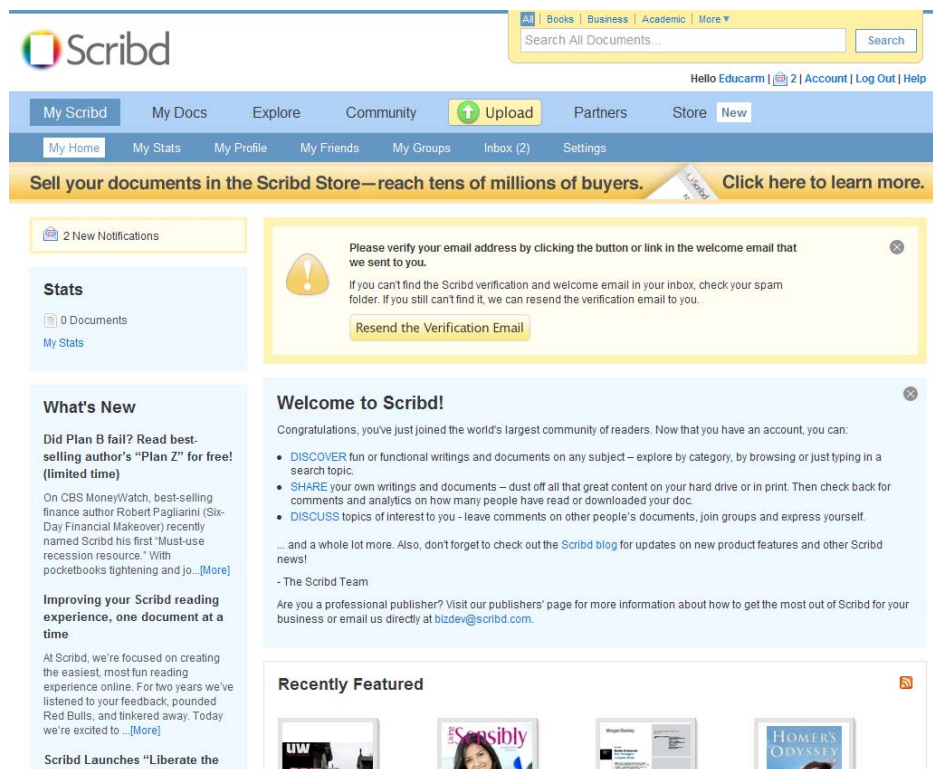 All | Books | Business | Academic | More ▼
Scribd
Search All Documents...
Search
Hello Educarm | 2 | Account | Log Out | Help
My Scribd My Docs Explore Community Upload Partners Store New
My Home My Stats My Profile My Friends My Groups Inbox (2) Settings
Sell your documents in the Scribd Store—reach tens of millions of buyers. Scribd Click here to learn more.
2 New Notifications
Stats
0 Documents
My Stats
What's New
Did Plan B fail? Read best-
selling author's "Plan Z" for free!
(limited time)
On CBS MoneyWatch, best-selling
finance author Robert Pagliarini (Six-
Day Financial Makeover) recently
named Scribd his first "Must-use
recession resource." With
pocketbooks tightening and jo...[More]
Improving your Scribd reading
experience, one document at a
time
At Scribd, we're focused on creating
the easiest, most fun reading
experience online. For two years we've
listened to your feedback, pounded
Red Bulls, and tinkered away. Today
we're excited to ...[More]
Scribd Launches "Liberate the
Please verify your email address by clicking the button or link in the welcome email that
we sent to you.
If you can't find the Scribd verification and welcome email in your inbox, check your spam
folder. If you still can't find it, we can resend the verification email to you.
Resend the Verification Email
Welcome to Scribd!
Congratulations, you've just joined the world's largest community of readers. Now that you have an account, you can:
• DISCOVER fun or functional writings and documents on any subject – explore by category, by browsing or just typing in a
search topic.
• SHARE your own writings and documents – dust off all that great content on your hard drive or in print. Then check back for
comments and analytics on how many people have read or downloaded your doc.
• DISCUSS topics of interest to you - leave comments on other people's documents, join groups and express yourself.
... and a whole lot more. Also, don't forget to check out the Scribd blog for updates on new product features and other Scribd
news!
- The Scribd Team
Are you a professional publisher? Visit our publishers' page for more information about how to get the most out of Scribd for your
business or email us directly at bizdev@scribd.com.
Recently Featured
UW
Living Sensibly
Morgan Stanley
HOMER'S
ODYSSEY